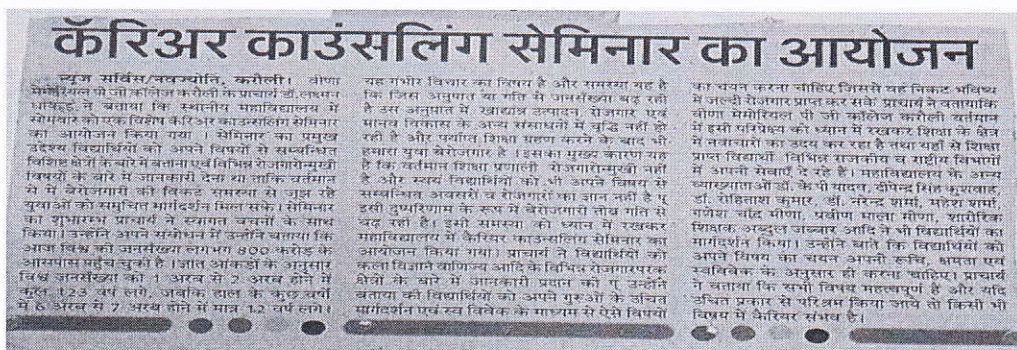 कॅरिअर काउंसलिंग सेमिनार का आयोजन
न्यूज सर्विस/नवज्योति, करौली। वीणा
मेमोरियल पी जी कॉलेज करौली के प्राचार्य डॉ. लक्ष्मन
धाकड़ ने बताया कि स्थानीय महाविद्यालय में
सोमवार को एक विशेष कैरिअर काउन्सलिंग सेमिनार
का आयोजन किया गया । सेमिनार का प्रमुख
उद्देश्य विद्यार्थियों को अपने विषयों से सम्बन्धित
विशिष्ट क्षेत्रों के बारे में बताना एवं विभिन्न रोजगारोन्मुखी
विषयों के बारे में जानकारी देना था ताकि वर्तमान
से में बेरोजगारी की विकट समस्या से जूझ रहे
युवाओं को समुचित मार्गदर्शन मिल सके। सेमिनार
का शुभारम्भ प्राचार्य ने स्वागत वचनों के साथ
किया। उन्होंने अपने संबोधन में उन्होंने बताया कि
आज विश्व की जनसंख्या लगभग 800 करोड़ के
आसपास पहुँच चुकी है। ज्ञात आंकड़ों के अनुसार
विश्व जनसंख्या को 1 अरब से 2 अरब होने में
कुल 123 वर्ष लगे, जबकि हाल के कुछ वर्षों
में 6 अरब से 7 अरब होने में मात्र 12 वर्ष लगे।
यह गंभीर विचार का विषय है और समस्या यह है
कि जिस अनुपात या गति से जनसंख्या बढ़ रही
है उस अनुपात में खाद्यान्न उत्पादन, रोजगार एवं
मानव विकास के अन्य संसाधनों में वृद्धि नहीं हो
रही है और पर्याप्त शिक्षा ग्रहण करने के बाद भी
हमारा युवा बेरोजगार है । इसका मुख्य कारण यह
है कि वर्तमान शिक्षा प्रणाली रोजगारोन्मुखी नहीं
है और स्वयं विद्यार्थियों को भी अपने विषय से
सम्बन्धित अवसरों व रोजगारों का ज्ञान नहीं है प्
इसी दुष्परिणाम के रूप में बेरोजगारी तीव्र गति से
बढ़ रही है। इसी समस्या को ध्यान में रखकर
महाविद्यालय में कैरियर काउन्सलिंग सेमिनार का
आयोजन किया गया। प्राचार्य ने विद्यार्थियों को
कला विज्ञान वाणिज्य आदि के विभिन्न रोजगारपरक
क्षेत्रों के बारे में जानकारी प्रदान की प् उन्होंने
बताया की विद्यार्थियों को अपने गुरुओं के उचित
मार्गदर्शन एवं स्व विवेक के माध्यम से ऐसे विषयों
का चयन करना चाहिए जिससे वह निकट भविष्य
में जल्दी रोजगार प्राप्त कर सके। प्राचार्य ने बताया कि
वीणा मेमोरियल पी जी कॉलेज करौली वर्तमान
में इसी परिप्रेक्ष्य को ध्यान में रखकर शिक्षा के क्षेत्र
में नवाचारों का उदय कर रहा है तथा यहाँ से शिक्षा
प्राप्त विद्यार्थी विभिन्न राजकीय व राष्ट्रीय विभागों
में अपनी सेवाएँ दे रहे है। महाविद्यालय के अन्य
व्याख्याताओं डॉ. के पी यादव, दीपेन्द्र सिंह कुशवाह,
डॉ. रोहिताश कुमार, डॉ. नरेन्द्र शर्मा, महेश शर्मा,
गणेश चाँद मीणा, प्रवीण माला मीणा, शारीरिक
शिक्षक अब्दुल जब्बार आदि ने भी विद्यार्थियों का
मार्गदर्शन किया। उन्होंने बाते कि विद्यार्थियों को
अपने विषय का चयन अपनी रूचि, क्षमता एवं
स्वविवेक के अनुसार ही करना चाहिए। प्राचार्य
ने बताया कि सभी विषय महत्वपूर्ण है और यदि
उचित प्रकार से परिश्रम किया जाये तो किसी भी
विषय में कैरियर संभव है।